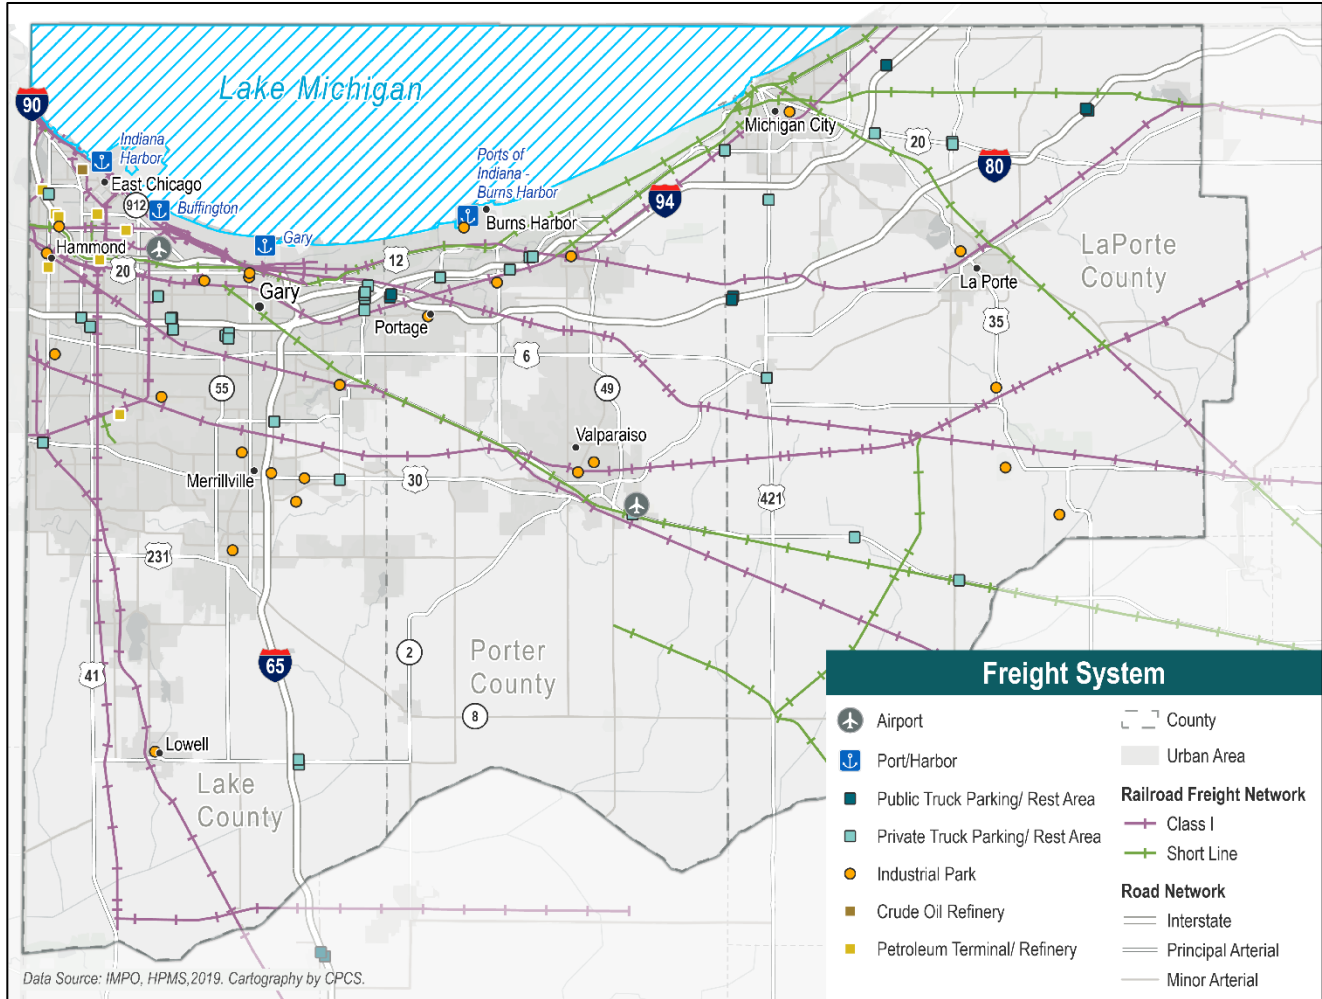 Lake Michigan
90
Indiana
Harbor
East Chicago
912
Buffington
Hammond
20
Gary
Gary
12
Ports of
Indiana -
Burns Harbor
Burns Harbor
94
Michigan City
20
80
LaPorte
County
La Porte
35
Portage
6
55
49
Valparaiso
Merrillville
30
421
231
Porter
County
2
65
41
8
Lowell
Lake
County
Freight System
Airport
Port/Harbor
Public Truck Parking/ Rest Area
Private Truck Parking/ Rest Area
Industrial Park
Crude Oil Refinery
Petroleum Terminal/ Refinery
County
Urban Area
Railroad Freight Network
Class I
Short Line
Road Network
Interstate
Principal Arterial
Minor Arterial
Data Source: IMPO, HPMS,2019. Cartography by CPCS.